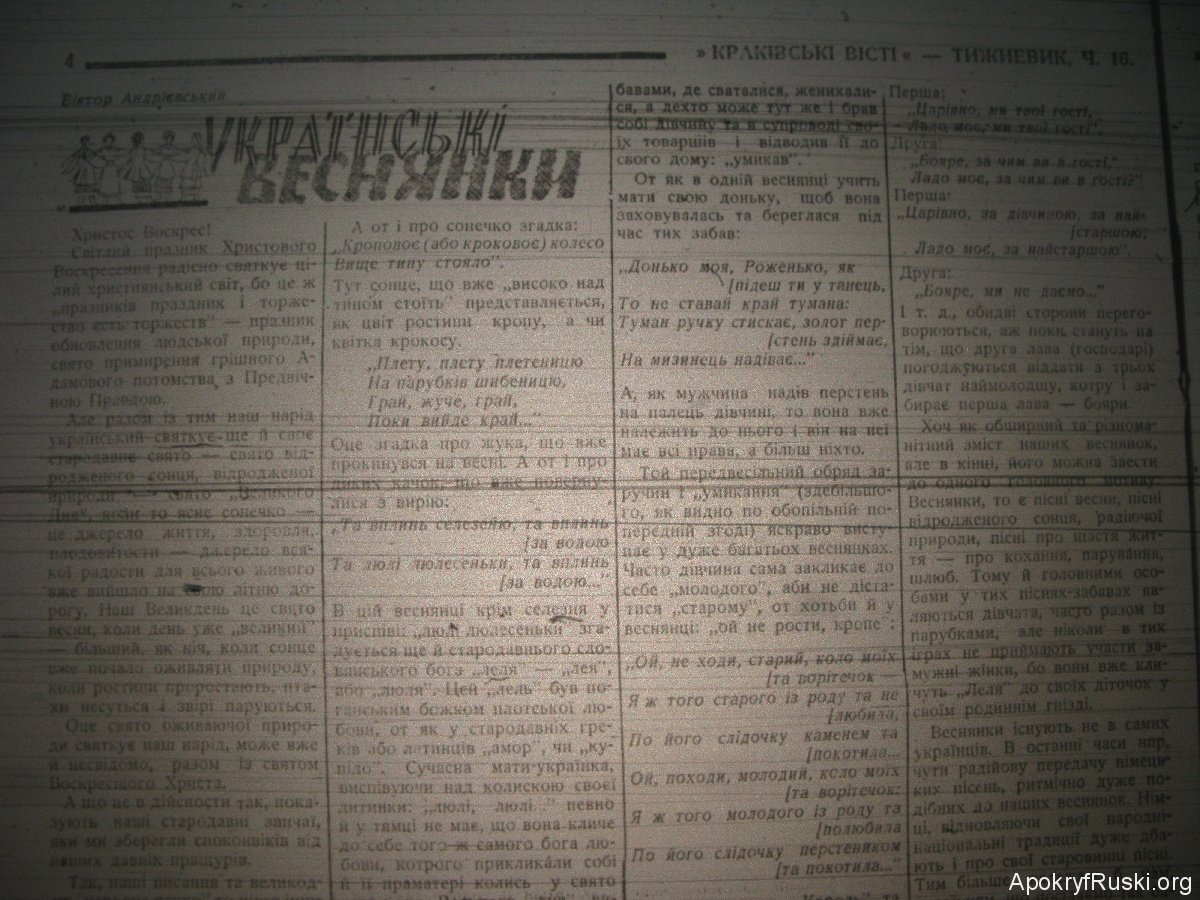 4
» КРАКІВСЬКІ ВІСТІ « — ТИЖНЕВИК, Ч. 16.
Віктор Андрієвський
УКРАЇНСЬКІ
ВЕСНЯНКИ
Христос Воскрес!
Світлий празник Христового
Воскресення радісно святкує ці-
лий християнський світ, бо це ж
„празників праздник і торже-
ство есть торжеств" — празник
обновлення людської природи,
свято примирення грішного А-
дамового потомства з Предвіч-
ною Правдою.
Але разом із тим наш нарід
український святкує ще й своє
стародавнє свято — свято від-
родженого сонця, відродженої
природи — свято „Великого
Дня", коли то ясне сонечко —
це джерело життя, здоровля,
плодовитости — джерело вся-
кої радости для всього живого
вже вийшло на свою літню до-
рогу. Наш Великдень це свято
весни, коли день уже „великий"
— більший, як ніч, коли сонце
вже почало оживляти природу,
коли ростини проростають, пта-
хи несуться і звірі паруються.
Оце свято оживаючої приро-
ди святкує наш нарід, може вже
й несвідомо, разом із святом
Воскресшого Христа.
А що це в дійсности так, пока-
зують наші стародавні звичаї,
які ми зберегли споконвіків від
наших давніх пращурів.
Так, наші писання та великод-
А от і про сонечко згадка:
„Кроповоє (або кроковоє) колесо
Вище тину стояло".
Тут сонце, що вже „високо над
тином стоїть" представляється,
як цвіт ростини кропу, а чи
квітка крокосу.
„Плету, плету плетеницю
На парубків шибеницю,
Грай, жуче, грай,
Поки вийде край..."
Оце згадка про жука, що вже
прокинувся на весні. А от і про
диких качок, що вже поверну-
лися з вирію.
„Та вплинь селезейю, та вплинь
[за водою
Та люлі люлесеньки, та вплинь
[за водою..."
В цій веснянці крім селезня у
приспіві: „люлі люлесеньки" зга-
дується ще й стародавнього сло-
вянського бога „леля" — „лея",
або „люля". Цей „лель" був по-
ганським божком плотської лю-
бови, от як у стародавніх гре-
ків або латинців „амор", чи „ку-
підо". Сучасна мати-українка,
виспівуючи над колискою своєї
дитинки: „люлі, люлі..." певно
й у тямці не має, що вона кличе
до себе того-ж самого бога лю-
бови, котрого прикликáли собі
й її праматері колись у свято
бавами, де сваталися, женихали-
ся, а дехто може тут же і брав
собі дівчину та в супроводі сво-
їх товаршів і відводив її до
свого дому: „умикав".
От як в одній веснянці учить
мати свою доньку, щоб вона
заховувалась та береглася під
час тих забав:
„Донько моя, Роженько, як
[підеш ти у танець,
То не ставай край тумана:
Туман ручку стискає, золот пер-
[стень здіймає,
На мизинець надіває..."
А, як мужчина надів перстень
на палець дівчині, то вона вже
належить до нього і він на неї
має всі права, а більш ніхто.
Той передвесільний обряд за-
ручин і „умикання" (здебільшо-
го, як видно по обопільній по-
передній згоді) яскраво висту-
пає у дуже багатьох веснянках.
Часто дівчина сама закликає до
себе „молодого", аби не діста-
тися „старому", от хотьби й у
веснянці: „ой не рости, кропе":
„Ой, не ходи, старий, коло моїх
[та ворітечок —
Я ж того старого із роду та не
[любила,
По його слідочку каменем та
[покотила...
Ой, походи, молодий, коло моїх
[та ворітечок:
Я ж того молодого із роду та
[полюбила
По його слідочку перстеником
[та покотила..."
Перша:
„Царівно, ми твої гості,
Ладо моє, ми твої гості".
Друга:
„Бояре, за чим ви в гості,
Ладо моє, за чим ви в гості?"
Перша:
„Царівно, за дівчиною, за най-
[старшою,
Ладо моє, за найстаршою".
Друга:
„Бояре, ми не даємо..."
І т. д., обидві сторони перего-
ворюються, аж поки стануть на
тім, що друга лава (господарі)
погоджуються віддати з трьох
дівчат наймолодшу, котру і за-
бирає перша лава — бояри.
Хоч як обширний та різнома-
нітний зміст наших веснянок,
але в кінці, його можна звести
до одного головного мотиву.
Веснянки, то є пісні весни, пісні
відродженого сонця, радіючої
природи, пісні про щастя жит-
тя — про кохання, парування,
шлюб. Тому й головними осо-
бами у тих піснях-забавах яв-
ляються дівчата, часто разом із
парубками, але ніколи в тих
іграх не приймають участи за-
мужні жінки, бо вони вже кли-
чуть „Леля" до своїх діточок у
своїм родиннім гнізді.
Веснянки існують не в самих
українців. В останні часи нпр.
чути радійову передачу німець-
ких пісень, ритмічно дуже по-
дібних до наших веснянок. Нім-
ці, відновляючи свої народні-
національні традиції дуже дба-
ють і про свої старовинні пісні.
Тим більше
ApokryfRuski.org